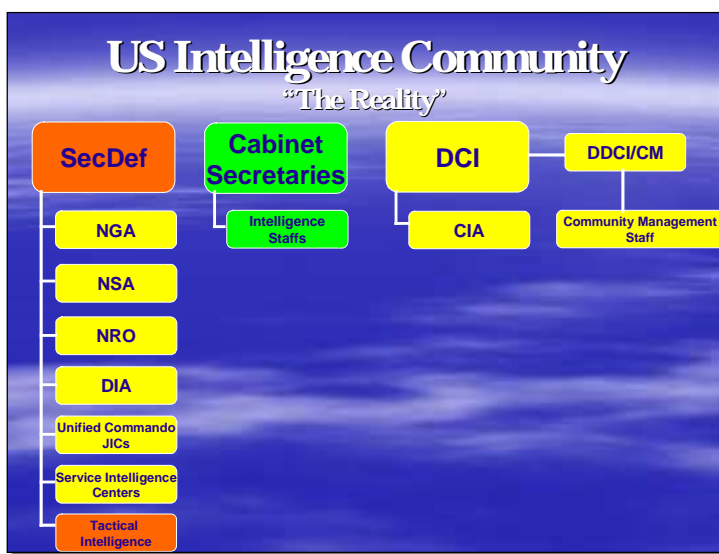 US Intelligence Community
“The Reality”
SecDef
Cabinet
Secretaries
DCI
DDCI/CM
NGA
Intelligence
Staffs
CIA
Community Management
Staff
NSA
NRO
DIA
Unified Commando
JICs
Service Intelligence
Centers
Tactical
Intelligence